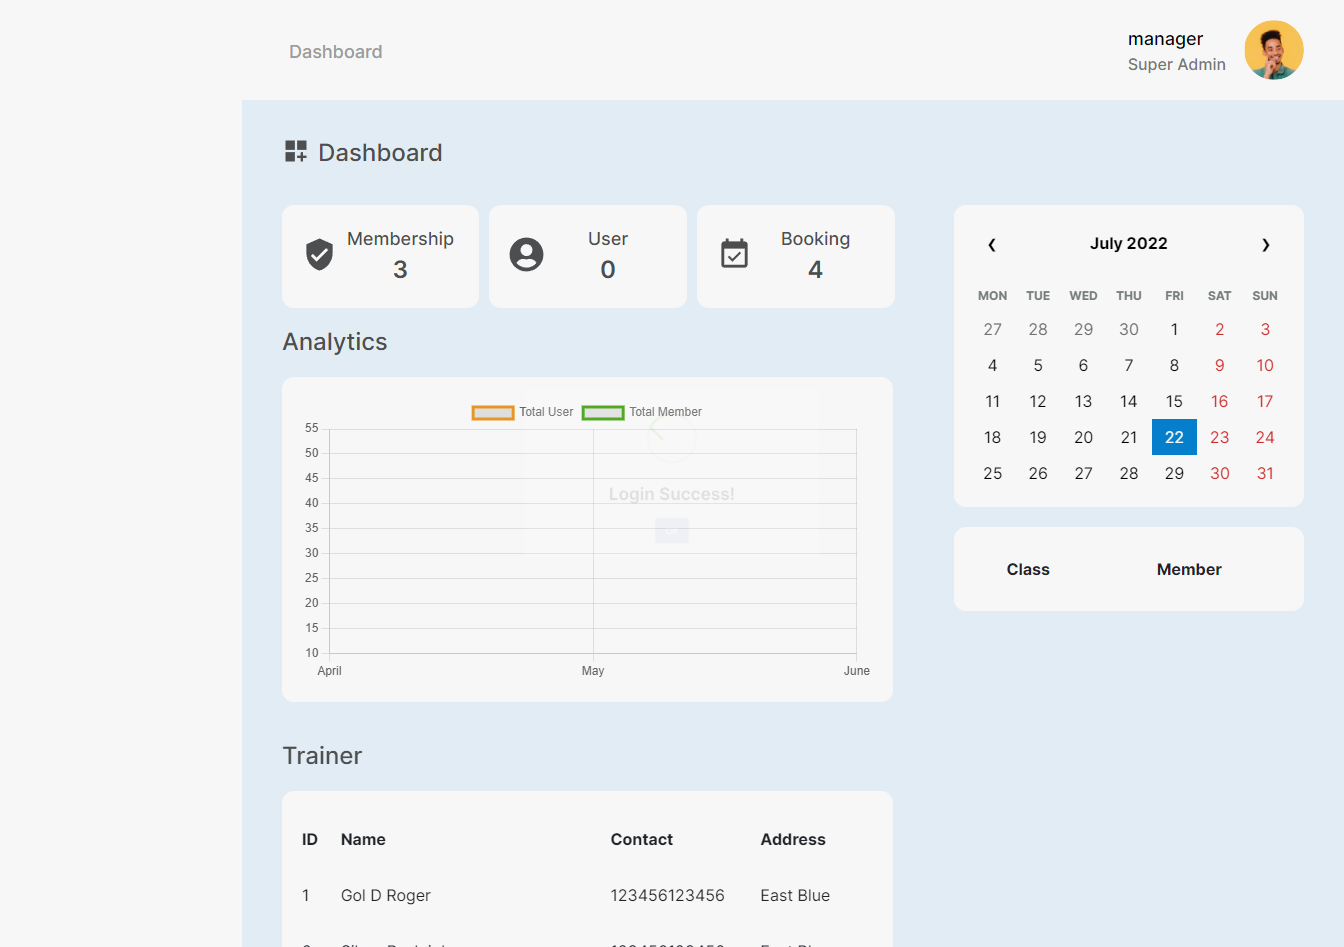 Dashboard
manager
Super Admin
Dashboard
Membership
3
User
0
Booking
4
Analytics
Total User
Total Member
55
50
45
40
35
30
25
20
15
10
April
May
June
Login Success!
❮ July 2022 ❯
MON TUE WED THU FRI SAT SUN
27 28 29 30 1 2 3
4 5 6 7 8 9 10
11 12 13 14 15 16 17
18 19 20 21 22 23 24
25 26 27 28 29 30 31
Class Member
Trainer
ID Name Contact Address
1 Gol D Roger 123456123456 East Blue